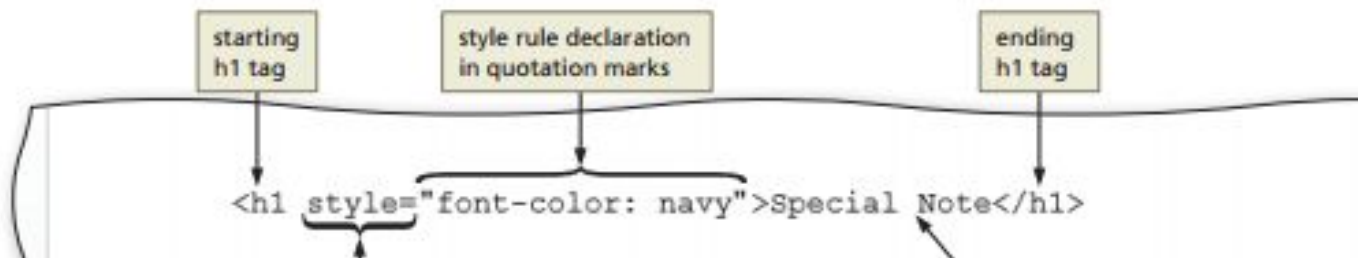 starting
h1 tag
style rule declaration
in quotation marks
ending
h1 tag
<h1 style="font-color: navy">Special Note</h1>